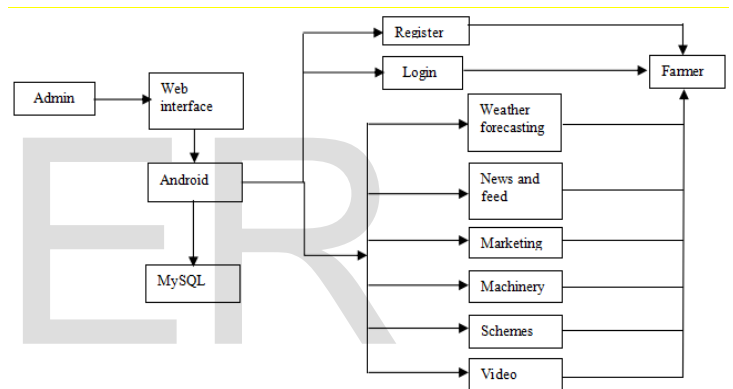 Register
Login
Farmer
Admin
Web
interface
Weather
forecasting
Android
News and
feed
Marketing
MySQL
Machinery
Schemes
Video
ER